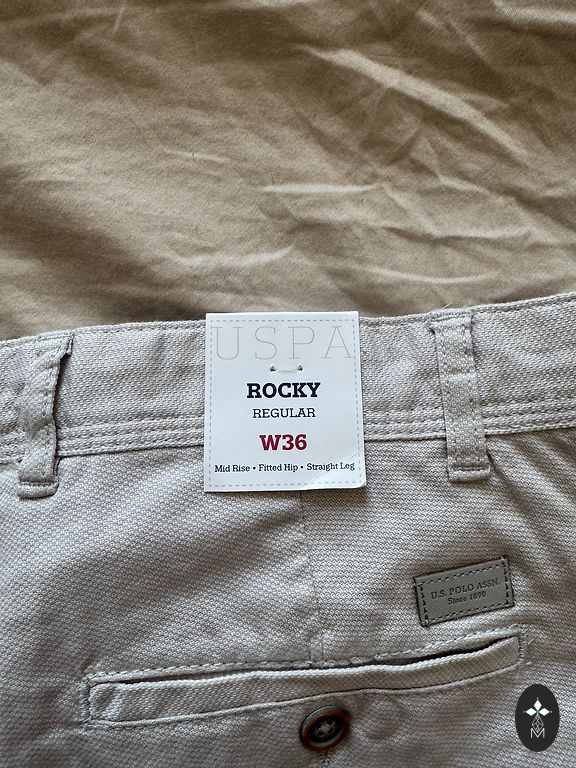 USPA
ROCKY
REGULAR
W36
Mid Rise • Fitted Hip • Straight Leg
U.S. POLO ASSN.
Since 1890